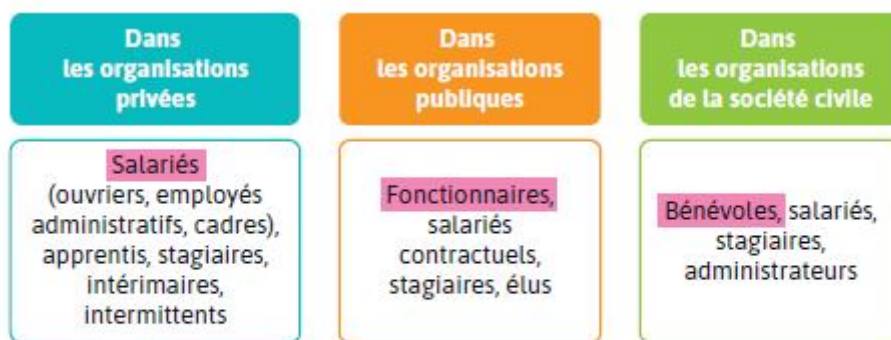 Dans
les organisations
privées
Dans
les organisations
publiques
Dans
les organisations
de la société civile
Salariés
(ouvriers, employés
administratifs, cadres),
apprentis, stagiaires,
intérimaires,
intermittents
Fonctionnaires,
salariés
contractuels,
stagiaires, élus
Bénévoles, salariés,
stagiaires,
administrateurs